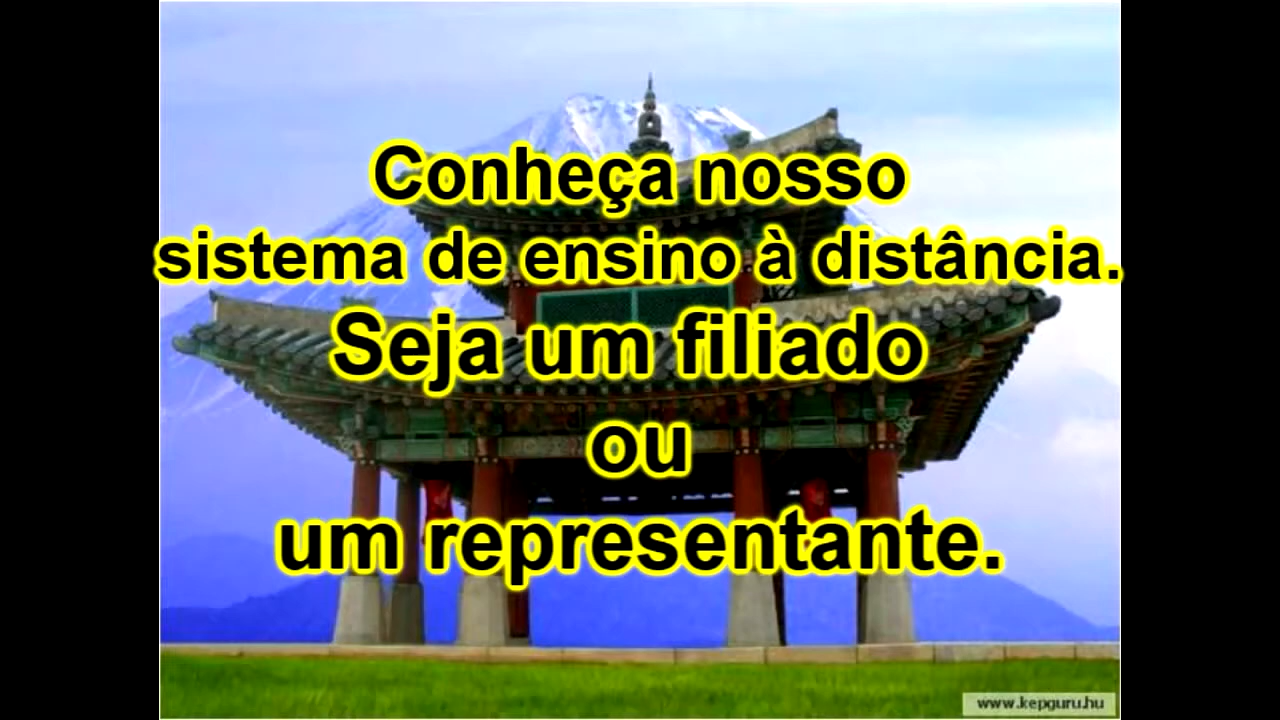 Conheça nosso
sistema de ensino à distância.
Seja um filiado
ou
um representante.
www.kepguru.hu